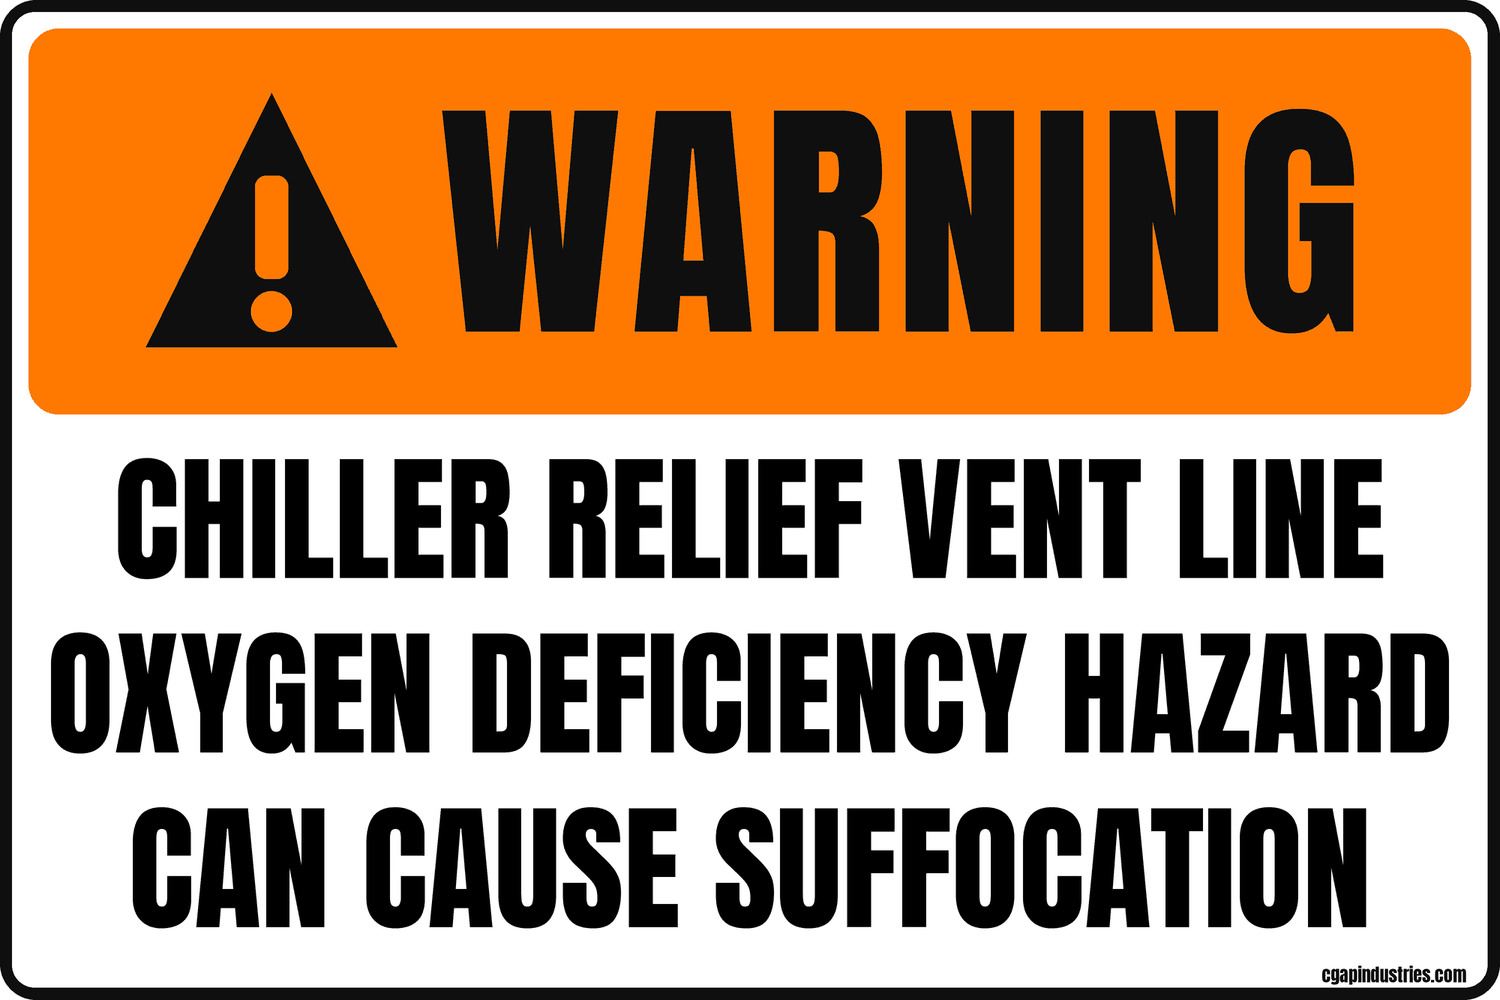 WARNING
CHILLER RELIEF VENT LINE
OXYGEN DEFICIENCY HAZARD
CAN CAUSE SUFFOCATION
cgapindustries.com